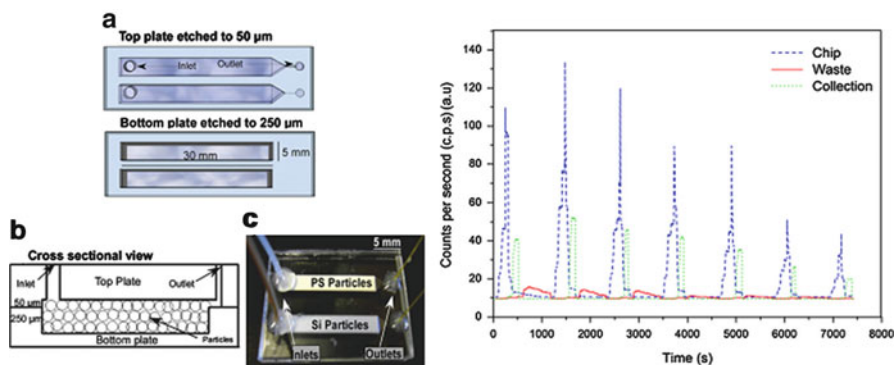 a
Top plate etched to 50 µm
Inlet Outlet
Bottom plate etched to 250 µm
30 mm
5 mm
b
Cross sectional view
Inlet
Top Plate
Outlet
50 µm
250 µm
Particles
Bottom plate
c
5 mm
PS Particles
Si Particles
Inlets
Outlets
Counts per second (c.p.s) (a.u)
140
120
100
80
60
40
20
0
0 1000 2000 3000 4000 5000 6000 7000 8000
Time (s)
Chip
Waste
Collection